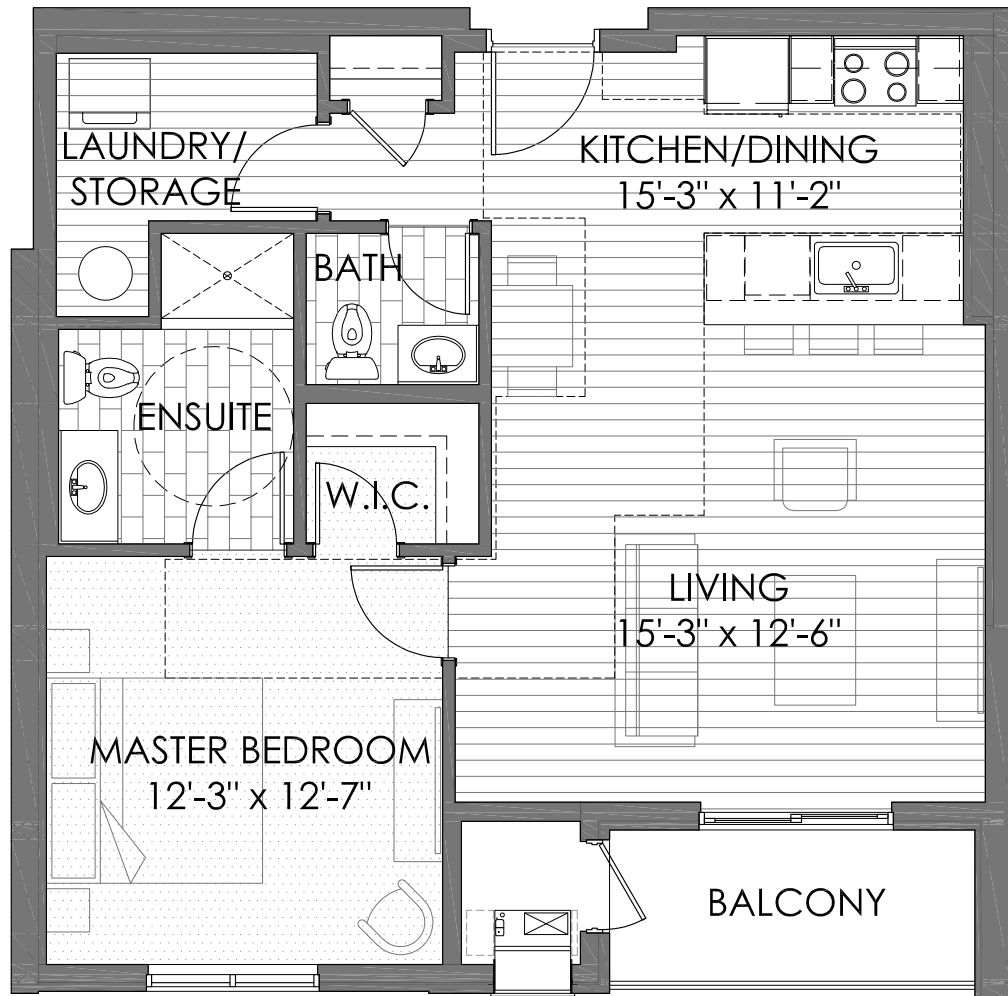 LAUNDRY/
STORAGE
KITCHEN/DINING
15'-3" x 11'-2"
BATH
ENSUITE
W.I.C.
LIVING
15'-3" x 12'-6"
MASTER BEDROOM
12'-3" x 12'-7"
BALCONY